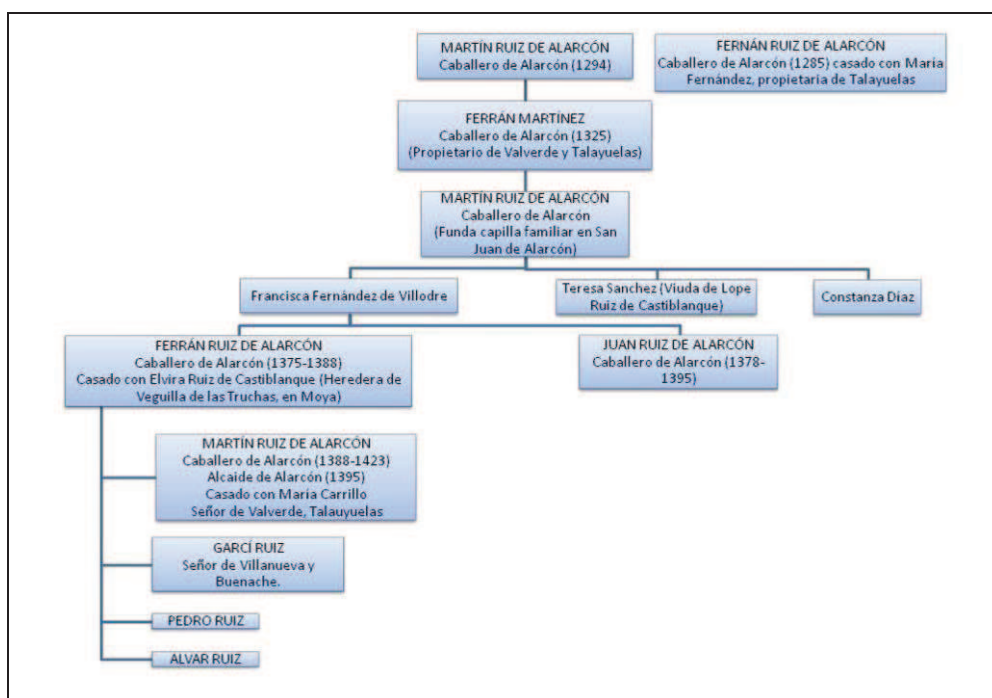 MARTÍN RUIZ DE ALARCÓN
Caballero de Alarcón (1294)
FERNÁN RUIZ DE ALARCÓN
Caballero de Alarcón (1285) casado con María
Fernández, propietaria de Talayuelas
FERRÁN MARTÍNEZ
Caballero de Alarcón (1325)
(Propietario de Valverde y Talayuelas)
MARTÍN RUIZ DE ALARCÓN
Caballero de Alarcón
(Funda capilla familiar en San
Juan de Alarcón)
Francisca Fernández de Villodre
Teresa Sanchez (Viuda de Lope
Ruiz de Castiblanque)
Constanza Díaz
FERRÁN RUIZ DE ALARCÓN
Caballero de Alarcón (1375-1388)
Casado con Elvira Ruiz de Castiblanque (Heredera de
Veguilla de las Truchas, en Moya)
JUAN RUIZ DE ALARCÓN
Caballero de Alarcón (1378-
1395)
MARTÍN RUIZ DE ALARCÓN
Caballero de Alarcón (1388-1423)
Alcaide de Alarcón (1395)
Casado con María Carrillo
Señor de Valverde, Talauyuelas
GARCÍ RUIZ
Señor de Villanueva y
Buenache.
PEDRO RUIZ
ALVAR RUIZ